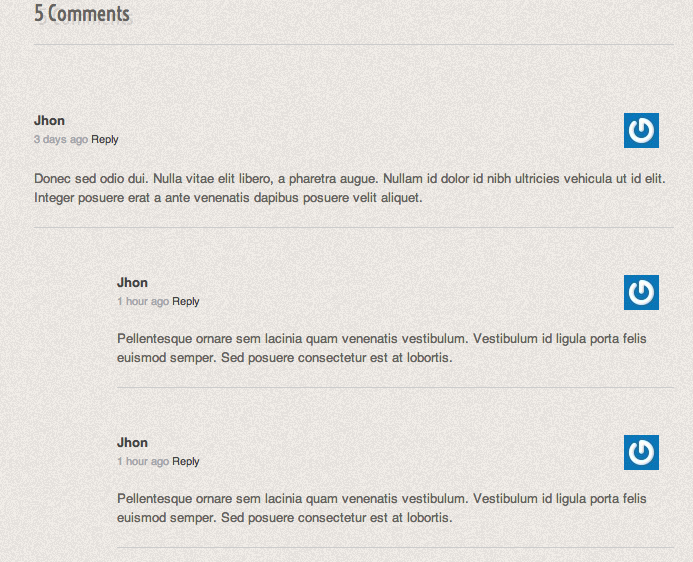 5 Comments
Jhon
3 days ago Reply
Donec sed odio dui. Nulla vitae elit libero, a pharetra augue. Nullam id dolor id nibh ultricies vehicula ut id elit.
Integer posuere erat a ante venenatis dapibus posuere velit aliquet.
Jhon
1 hour ago Reply
Pellentesque ornare sem lacinia quam venenatis vestibulum. Vestibulum id ligula porta felis
euismod semper. Sed posuere consectetur est at lobortis.
Jhon
1 hour ago Reply
Pellentesque ornare sem lacinia quam venenatis vestibulum. Vestibulum id ligula porta felis
euismod semper. Sed posuere consectetur est at lobortis.